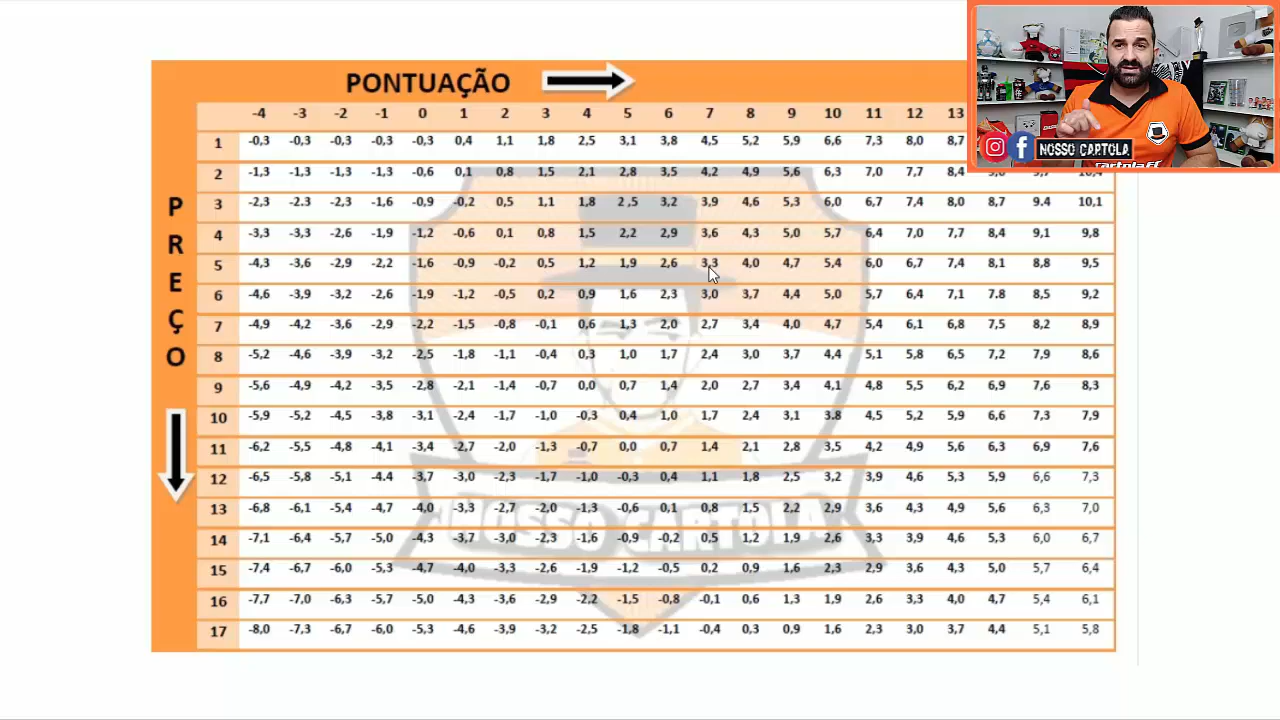 PONTUAÇÃO
-4 -3 -2 -1 0 1 2 3 4 5 6 7 8 9 10 11 12 13
PREÇO
1 -0,3 -0,3 -0,3 -0,3 -0,3 0,4 1,1 1,8 2,5 3,1 3,8 4,5 5,2 5,9 6,6 7,3 8,0 8,7
2 -1,3 -1,3 -1,3 -1,3 -0,6 0,1 0,8 1,5 2,1 2,8 3,5 4,2 4,9 5,6 6,3 7,0 7,7 8,4
3 -2,3 -2.3 -2,3 -1,6 -0,9 -0,2 0,5 1,1 1,8 2,5 3,2 3,9 4,6 5,3 6,0 6,7 7,4 8,0 8,7 9.4 10,1
4 -3,3 -3,3 -2,6 -1,9 -1,2 -0,6 0,1 0,8 1,5 2,2 2,9 3,6 4,3 5,0 5,7 6,4 7,0 7,7 8,4 9,1 9,8
5 -4,3 -3,6 -2,9 -2,2 -1,6 -0,9 -0,2 0,5 1,2 1,9 2,6 3,3 4,0 4,7 5,4 6,0 6,7 7,4 8,1 8,8 9,5
6 -4,6 -3,9 -3,2 -2,6 -1,9 -1,2 -0,5 0,2 0,9 1,6 2,3 3,0 3,7 4,4 5,0 5,7 6,4 7,1 7.8 8,5 9,2
7 -4,9 -4,2 -3,6 -2,9 -2,2 -1,5 -0,8 -0,1 0,6 1,3 2,0 2,7 3,4 4,0 4,7 5,4 6,1 6,8 7,5 8,2 8,9
8 -5,2 -4,6 -3,9 -3,2 -2,5 -1,8 -1,1 -0,4 0,3 1,0 1,7 2,4 3,0 3,7 4,4 5,1 5,8 6,5 7,2 7,9 8,6
9 -5,6 -4,9 -4,2 -3,5 -2,8 -2,1 -1,4 -0,7 0,0 0,7 1,4 2,0 2,7 3,4 4,1 4,8 5,5 6,2 6,9 7,6 8,3
10 -5,9 -5,2 -4,5 -3,8 -3,1 -2,4 -1,7 -1,0 -0,3 0,4 1,0 1,7 2,4 3,1 3.8 4,5 5,2 5,9 6,6 7,3 7,9
11 -6,2 -5,5 -4,8 -4,1 -3,4 -2,7 -2,0 -1,3 -0,7 0,0 0,7 1,4 2,1 2,8 3,5 4,2 4,9 5,6 6,3 6,9 7,6
12 -6,5 -5,8 -5,1 -4.4 -3,7 -3,0 -2,3 -1,7 -1,0 -0,3 0,4 1,1 1,8 2,5 3,2 3,9 4,6 5,3 5,9 6,6 7,3
13 -6,8 -6,1 -5,4 -4,7 -4,0 -3,3 -2,7 -2,0 -1,3 -0,6 0,1 0,8 1,5 2,2 2,9 3,6 4,3 4,9 5,6 6,3 7,0
14 -7,1 -6,4 -5,7 -5,0 -4,3 -3,7 -3,0 -2,3 -1,6 -0,9 -0,2 0,5 1,2 1,9 2,6 3,3 3,9 4,6 5,3 6,0 6,7
15 -7,4 -6,7 -6,0 -5,3 -4,7 -4,0 -3,3 -2,6 -1,9 -1,2 -0,5 0,2 0,9 1,6 2,3 2,9 3,6 4,3 5,0 5,7 6,4
16 -7,7 -7,0 -6,3 -5,7 -5,0 -4,3 -3,6 -2,9 -2,2 -1,5 -0,8 -0,1 0,6 1,3 1,9 2,6 3,3 4,0 4,7 5,4 6,1
17 -8,0 -7,3 -6,7 -6,0 -5,3 -4,6 -3,9 -3,2 -2,5 -1,8 -1,1 -0,4 0,3 0,9 1,6 2,3 3,0 3,7 4,4 5,1 5,8
NOSSO CARTOLA
NOSSO CARTOLA